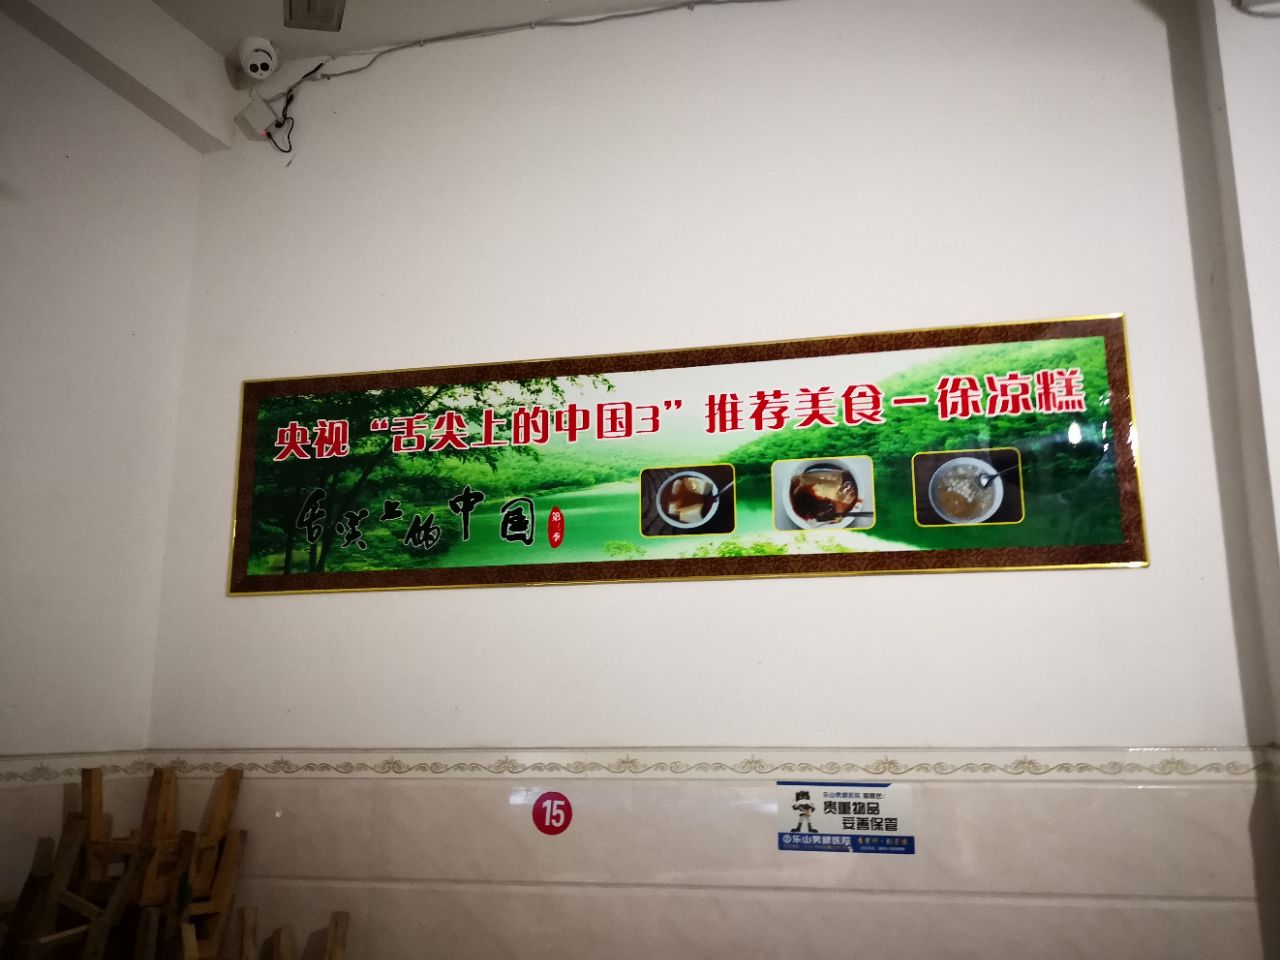 央视“舌尖上的中国3”推荐美食－徐凉糕
舌尖上的中国
第三季
15
贵重物品
妥善保管
乐山男健医院